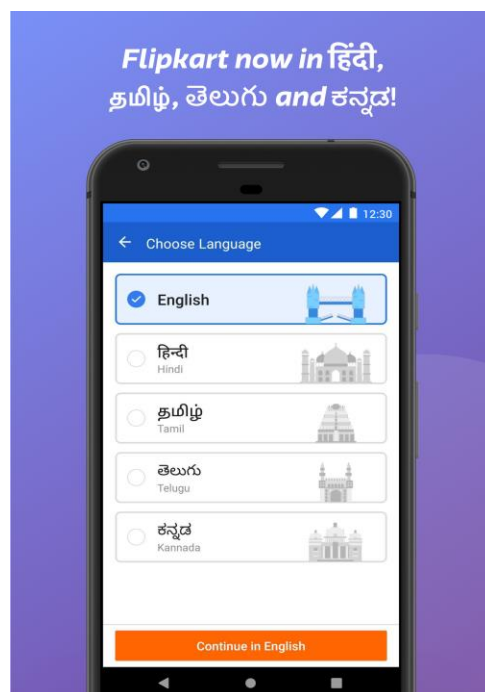 Flipkart now in हिंदी,
தமிழ், తెలుగు and ಕನ್ನಡ!
12:30
Choose Language
English
हिन्दी
Hindi
தமிழ்
Tamil
తెలుగు
Telugu
ಕನ್ನಡ
Kannada
Continue in English